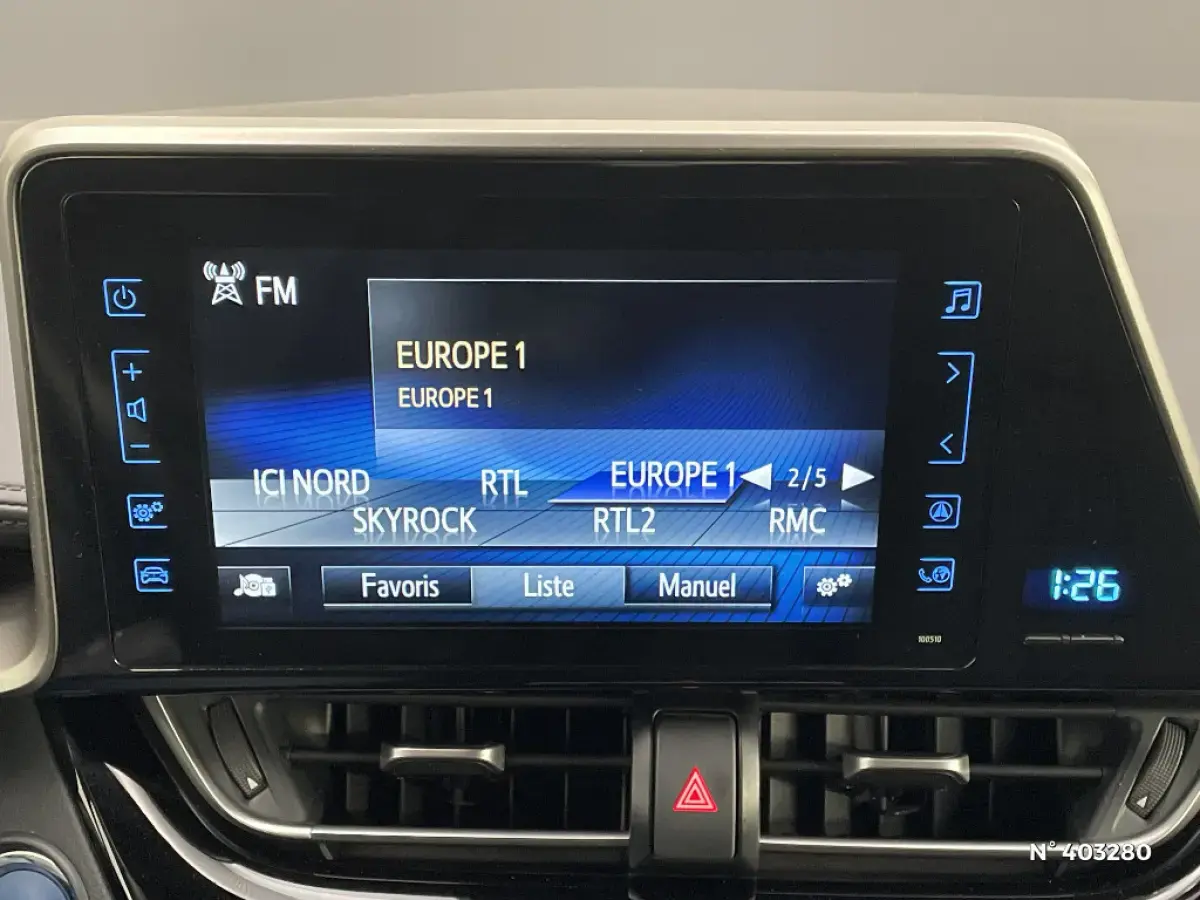 FM
EUROPE 1
EUROPE 1
ICI NORD RTL EUROPE 1 2/5
SKYROCK RTL2 RMC
Favoris Liste Manuel
1:26
100510
N° 403280